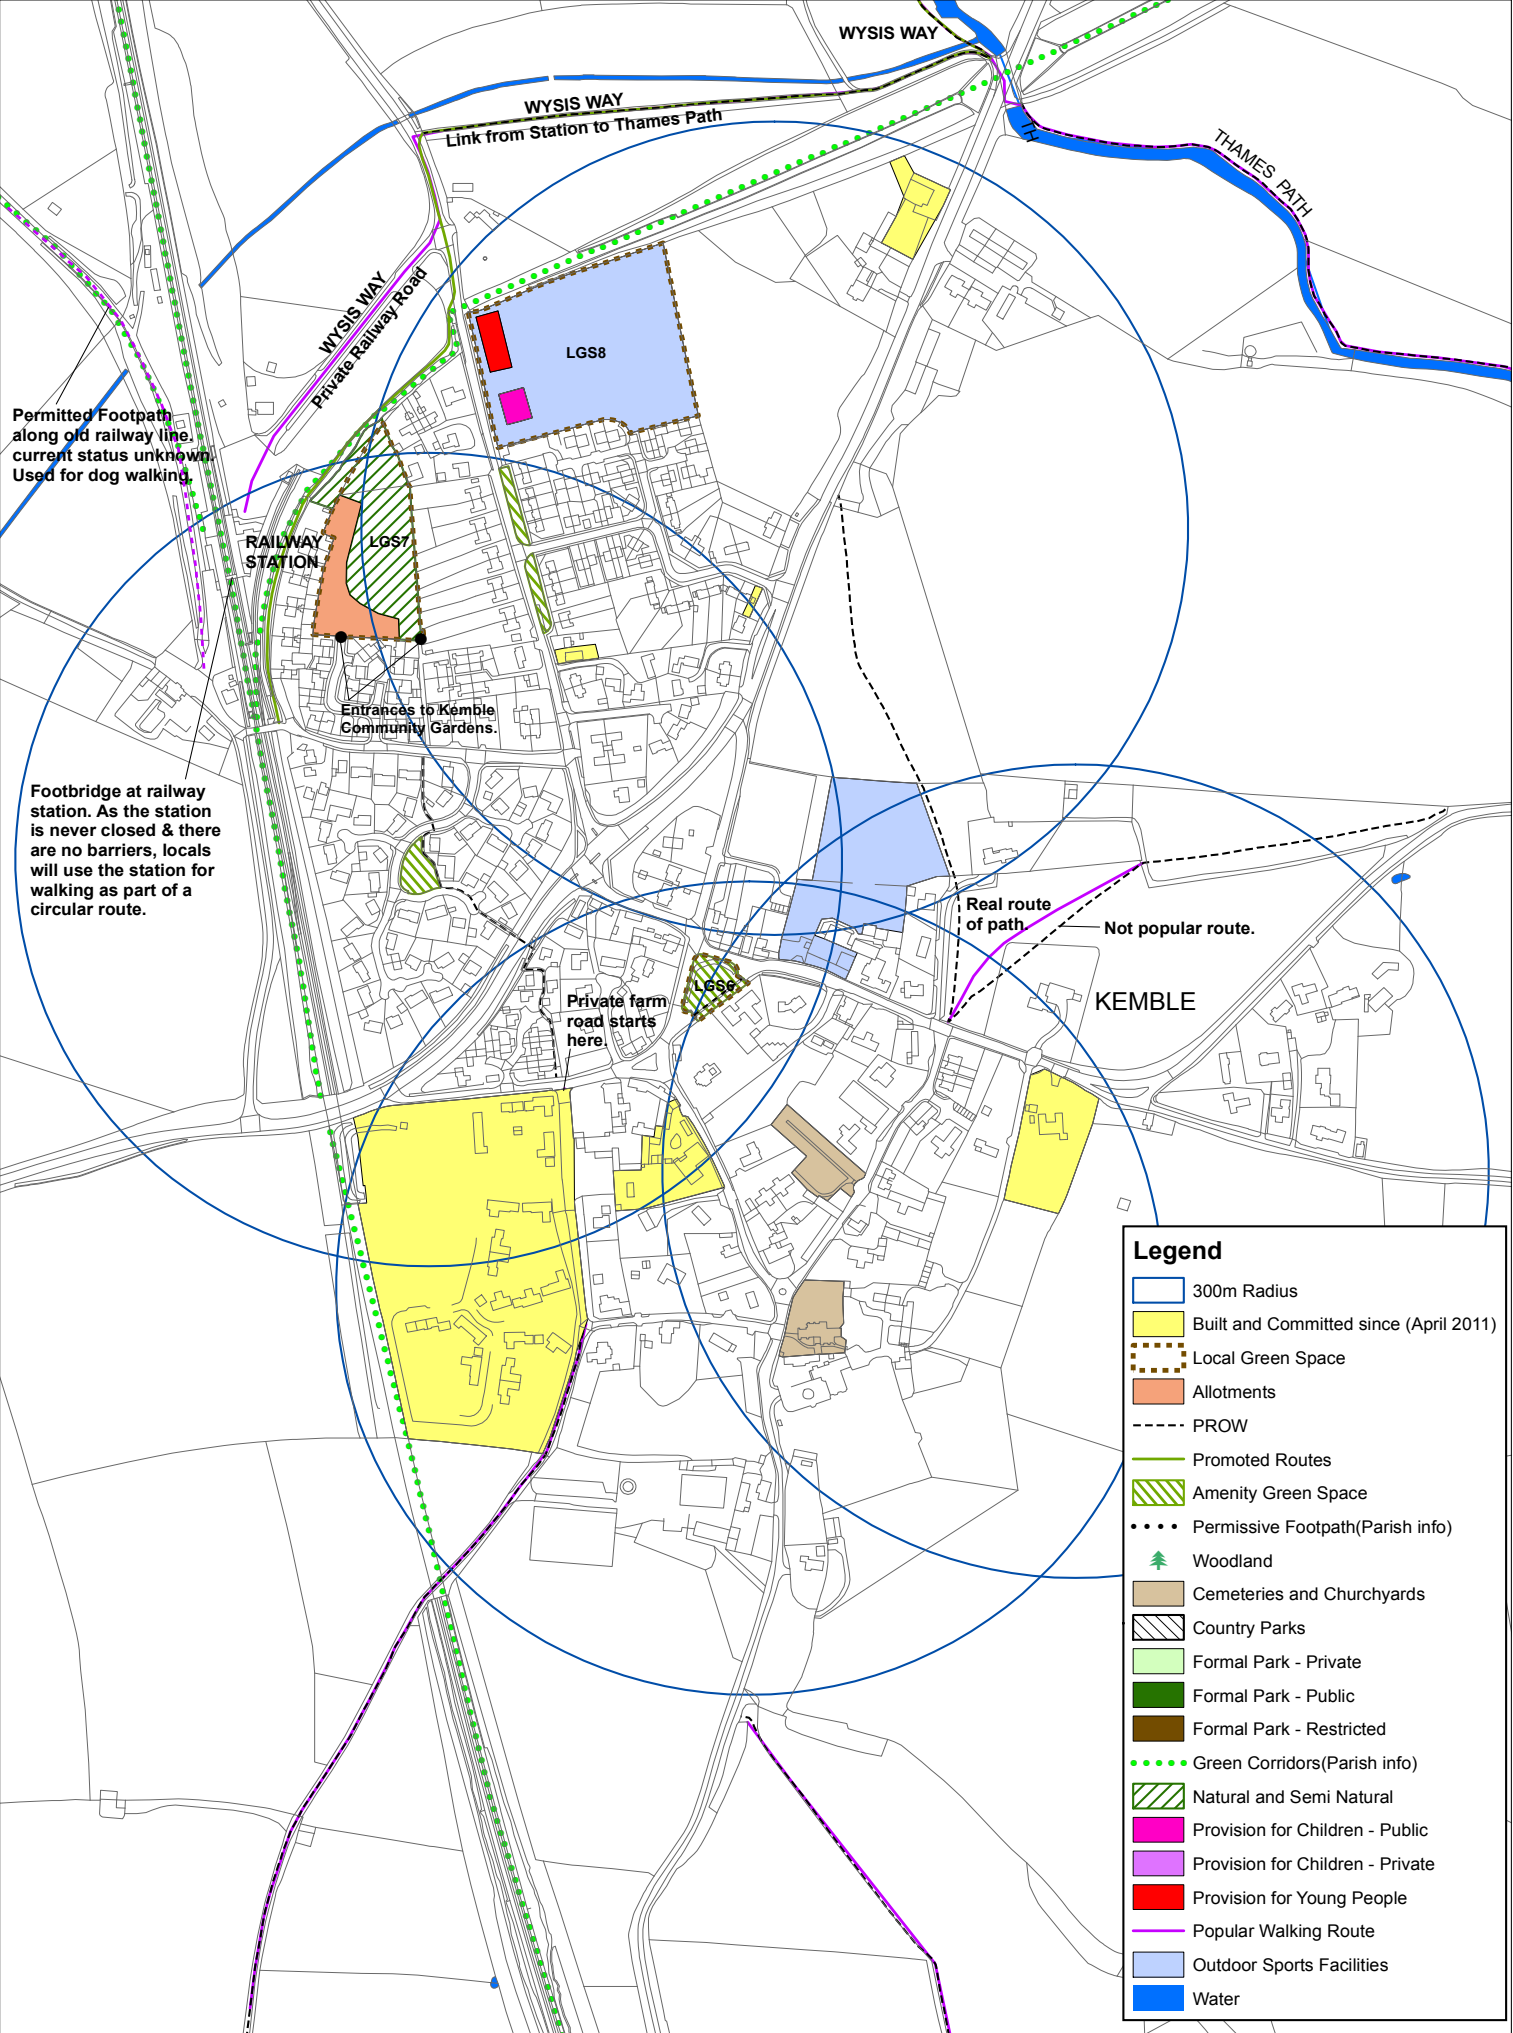 WYSIS WAY
WYSIS WAY
Link from Station to Thames Path
TH
THAMES PATH
WYSIS WAY
Private Railway Road
LGS8
Permitted Footpath
along old railway line.
current status unknown.
Used for dog walking.
RAILWAY
STATION
LGS7
Entrances to Kemble
Community Gardens.
Footbridge at railway
station. As the station
is never closed & there
are no barriers, locals
will use the station for
walking as part of a
circular route.
Real route
of path.
Not popular route.
LGS6
KEMBLE
Private farm
road starts
here.
Legend
300m Radius
Built and Committed since (April 2011)
Local Green Space
Allotments
PROW
Promoted Routes
Amenity Green Space
Permissive Footpath(Parish info)
Woodland
Cemeteries and Churchyards
Country Parks
Formal Park - Private
Formal Park - Public
Formal Park - Restricted
Green Corridors(Parish info)
Natural and Semi Natural
Provision for Children - Public
Provision for Children - Private
Provision for Young People
Popular Walking Route
Outdoor Sports Facilities
Water